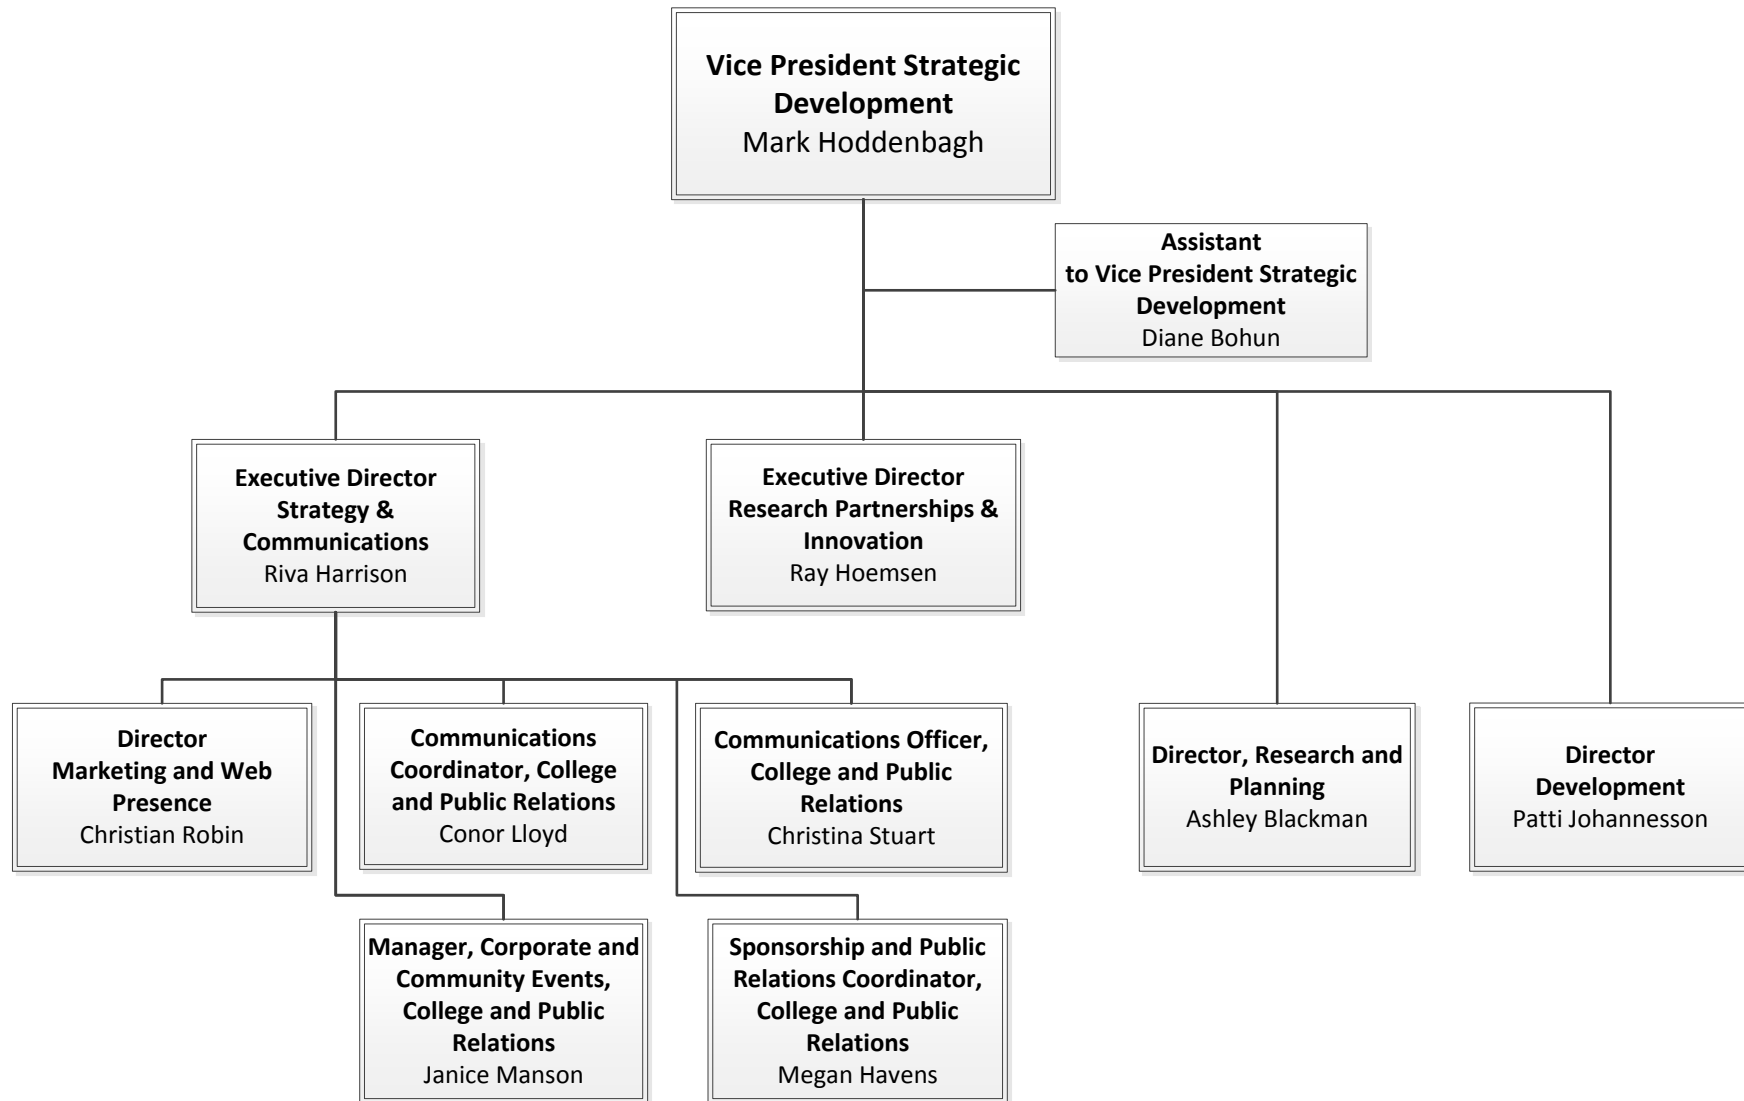 Vice President Strategic
Development
Mark Hoddenbagh
Assistant
to Vice President Strategic
Development
Diane Bohun
Executive Director
Strategy &
Communications
Riva Harrison
Executive Director
Research Partnerships &
Innovation
Ray Hoemsen
Director
Marketing and Web
Presence
Christian Robin
Communications
Coordinator, College
and Public Relations
Conor Lloyd
Communications Officer,
College and Public
Relations
Christina Stuart
Director, Research and
Planning
Ashley Blackman
Director
Development
Patti Johannesson
Manager, Corporate and
Community Events,
College and Public
Relations
Janice Manson
Sponsorship and Public
Relations Coordinator,
College and Public
Relations
Megan Havens